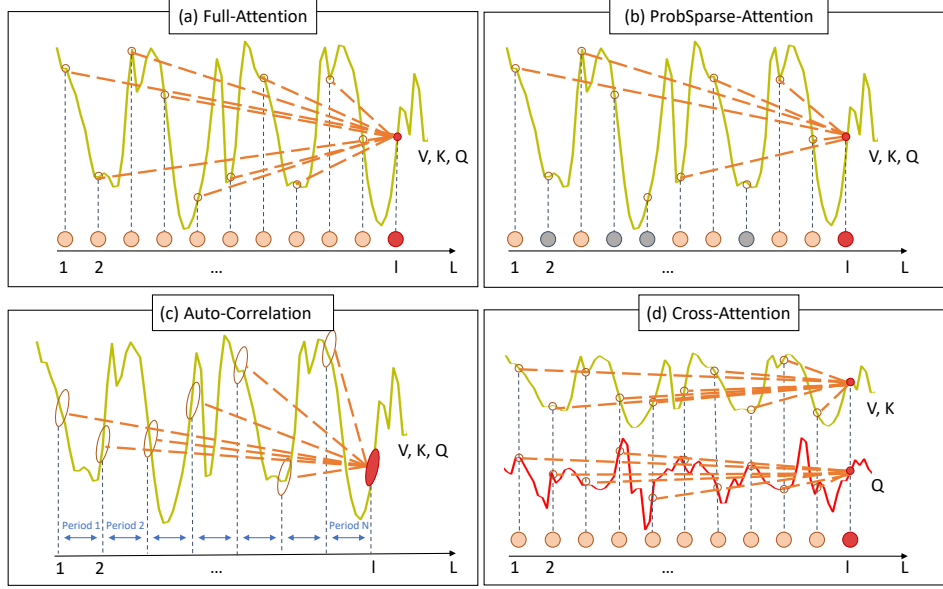 (a) Full-Attention
V, K, Q
1 2 ... l L
(b) ProbSparse-Attention
V, K, Q
1 2 ... l L
(c) Auto-Correlation
V, K, Q
Period 1 Period 2 Period N
1 2 ... l L
(d) Cross-Attention
V, K
Q
1 2 ... l L